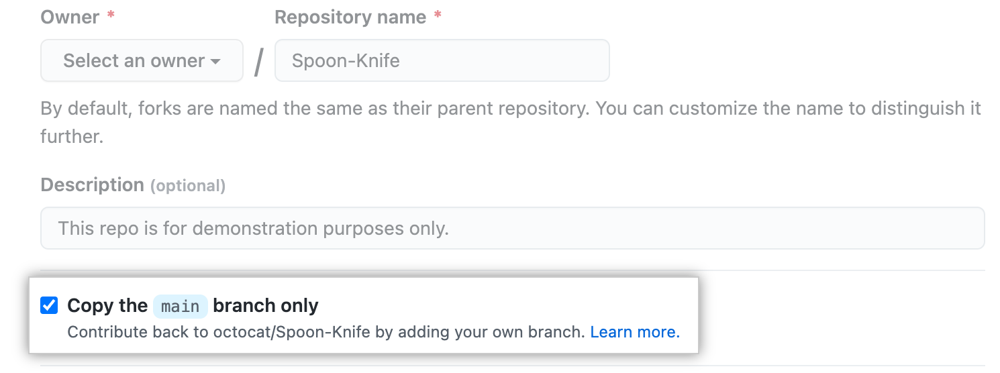 Owner * Repository name *
Select an owner / Spoon-Knife
By default, forks are named the same as their parent repository. You can customize the name to distinguish it
further.
Description (optional)
This repo is for demonstration purposes only.
Copy the main branch only
Contribute back to octocat/Spoon-Knife by adding your own branch. Learn more.